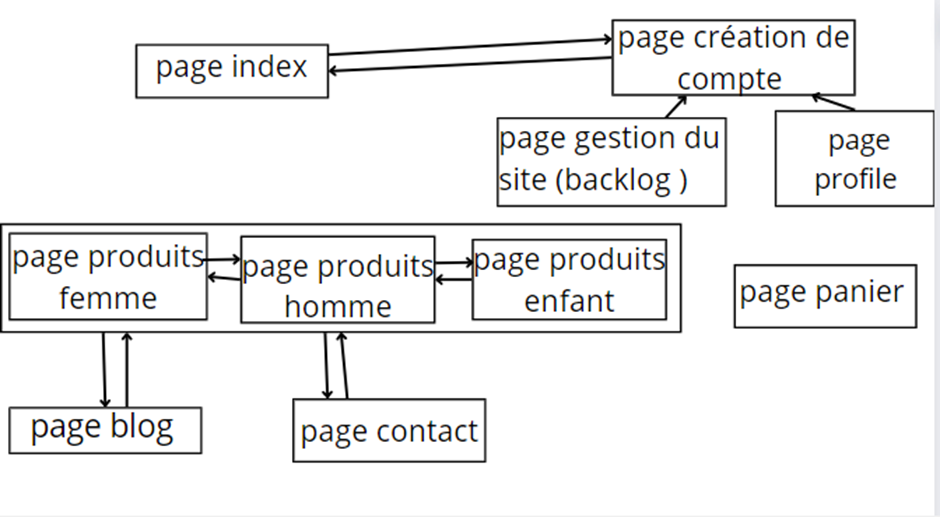 page index
page création de
compte
page gestion du
site (backlog )
page
profile
page produits
femme
page produits
homme
page produits
enfant
page panier
page blog
page contact